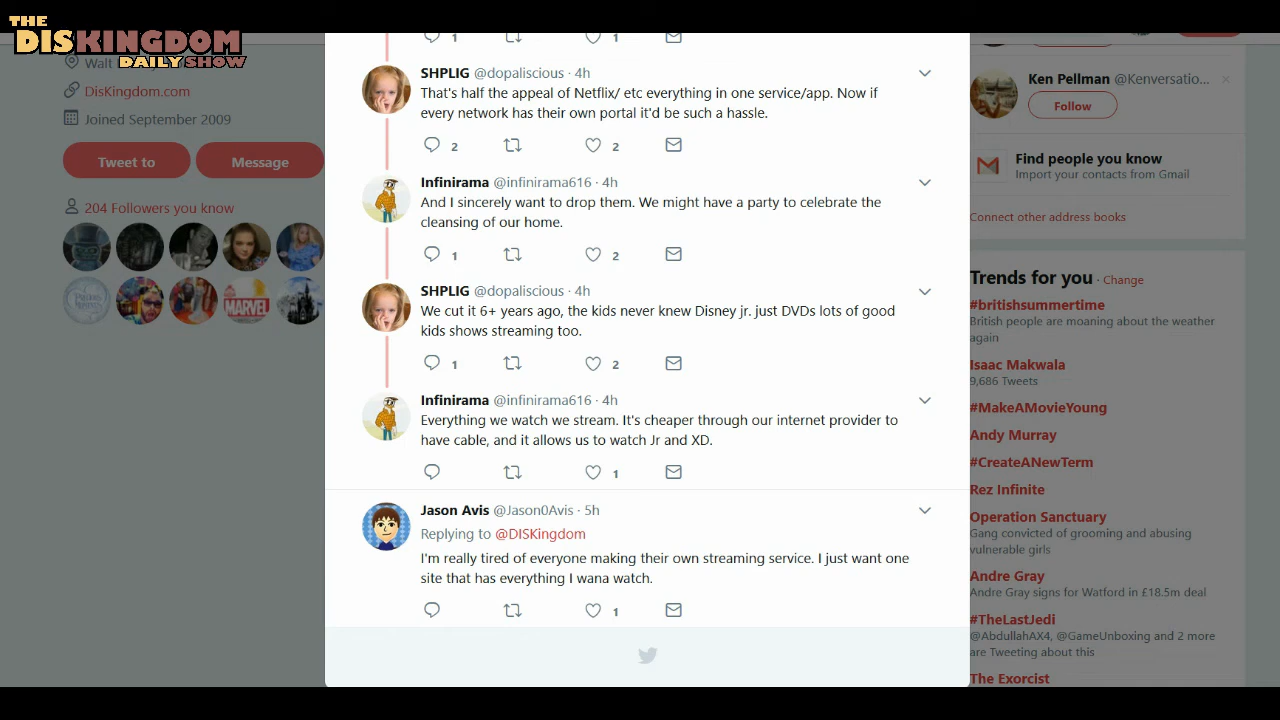 THE
DISKINGDOM
DAILY SHOW
Walt
DisKingdom.com
Joined September 2009
Tweet to
Message
204 Followers you know
MARVEL
1
1
SHPLIG @dopaliscious · 4h
That's half the appeal of Netflix/ etc everything in one service/app. Now if
every network has their own portal it'd be such a hassle.
2
2
Infinirama @infinirama616 · 4h
And I sincerely want to drop them. We might have a party to celebrate the
cleansing of our home.
1
2
SHPLIG @dopaliscious · 4h
We cut it 6+ years ago, the kids never knew Disney jr. just DVDs lots of good
kids shows streaming too.
1
2
Infinirama @infinirama616 · 4h
Everything we watch we stream. It's cheaper through our internet provider to
have cable, and it allows us to watch Jr and XD.
1
Jason Avis @Jason0Avis · 5h
Replying to @DISKingdom
I'm really tired of everyone making their own streaming service. I just want one
site that has everything I wana watch.
1
Ken Pellman @Kenversatio...
Follow
Find people you know
Import your contacts from Gmail
Connect other address books
Trends for you · Change
#britishsummertime
British people are moaning about the weather
again
Isaac Makwala
9,686 Tweets
#MakeAMovieYoung
Andy Murray
#CreateANewTerm
Rez Infinite
Operation Sanctuary
Gang convicted of grooming and abusing
vulnerable girls
Andre Gray
Andre Gray signs for Watford in £18.5m deal
#TheLastJedi
@AbdullahAX4, @GameUnboxing and 2 more
are Tweeting about this
The Exorcist